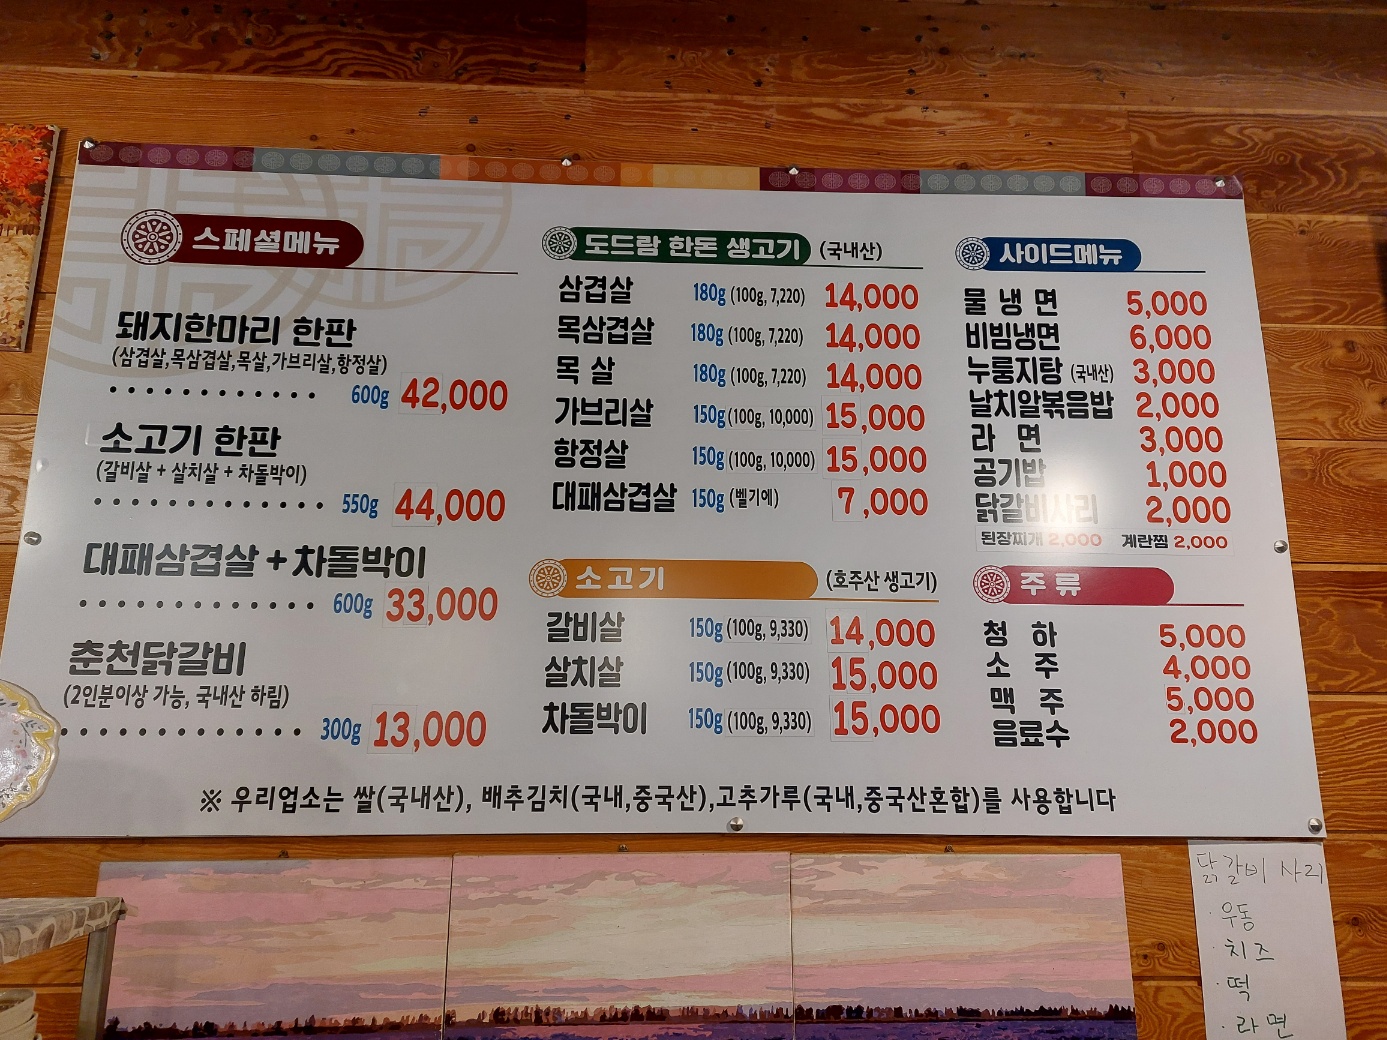 스페셜메뉴
돼지한마리 한판
(삼겹살,목삼겹살,목살,가브리살,항정살)
600g 42,000
소고기 한판
(갈비살 + 살치살 + 차돌박이)
550g 44,000
대패삼겹살 + 차돌박이
600g 33,000
춘천닭갈비
(2인분이상 가능, 국내산 하림)
300g 13,000
도드람 한돈 생고기 (국내산)
삼겹살 180g (100g, 7,220) 14,000
목삼겹살 180g (100g, 7,220) 14,000
목 살 180g (100g, 7,220) 14,000
가브리살 150g (100g, 10,000) 15,000
항정살 150g (100g, 10,000) 15,000
대패삼겹살 150g (벨기에) 7,000
소고기 (호주산 생고기)
갈비살 150g (100g, 9,330) 14,000
살치살 150g (100g, 9,330) 15,000
차돌박이 150g (100g, 9,330) 15,000
사이드메뉴
물 냉 면 5,000
비빔냉면 6,000
누룽지탕 (국내산) 3,000
날치알볶음밥 2,000
라 면 3,000
공기밥 1,000
닭갈비사리 2,000
된장찌개 2,000 계란찜 2,000
주 류
청 하 5,000
소 주 4,000
맥 주 5,000
음료수 2,000
※ 우리업소는 쌀(국내산), 배추김치(국내,중국산),고추가루(국내,중국산혼합)를 사용합니다
닭갈비 사리
· 우동
· 치즈
· 떡
· 라면